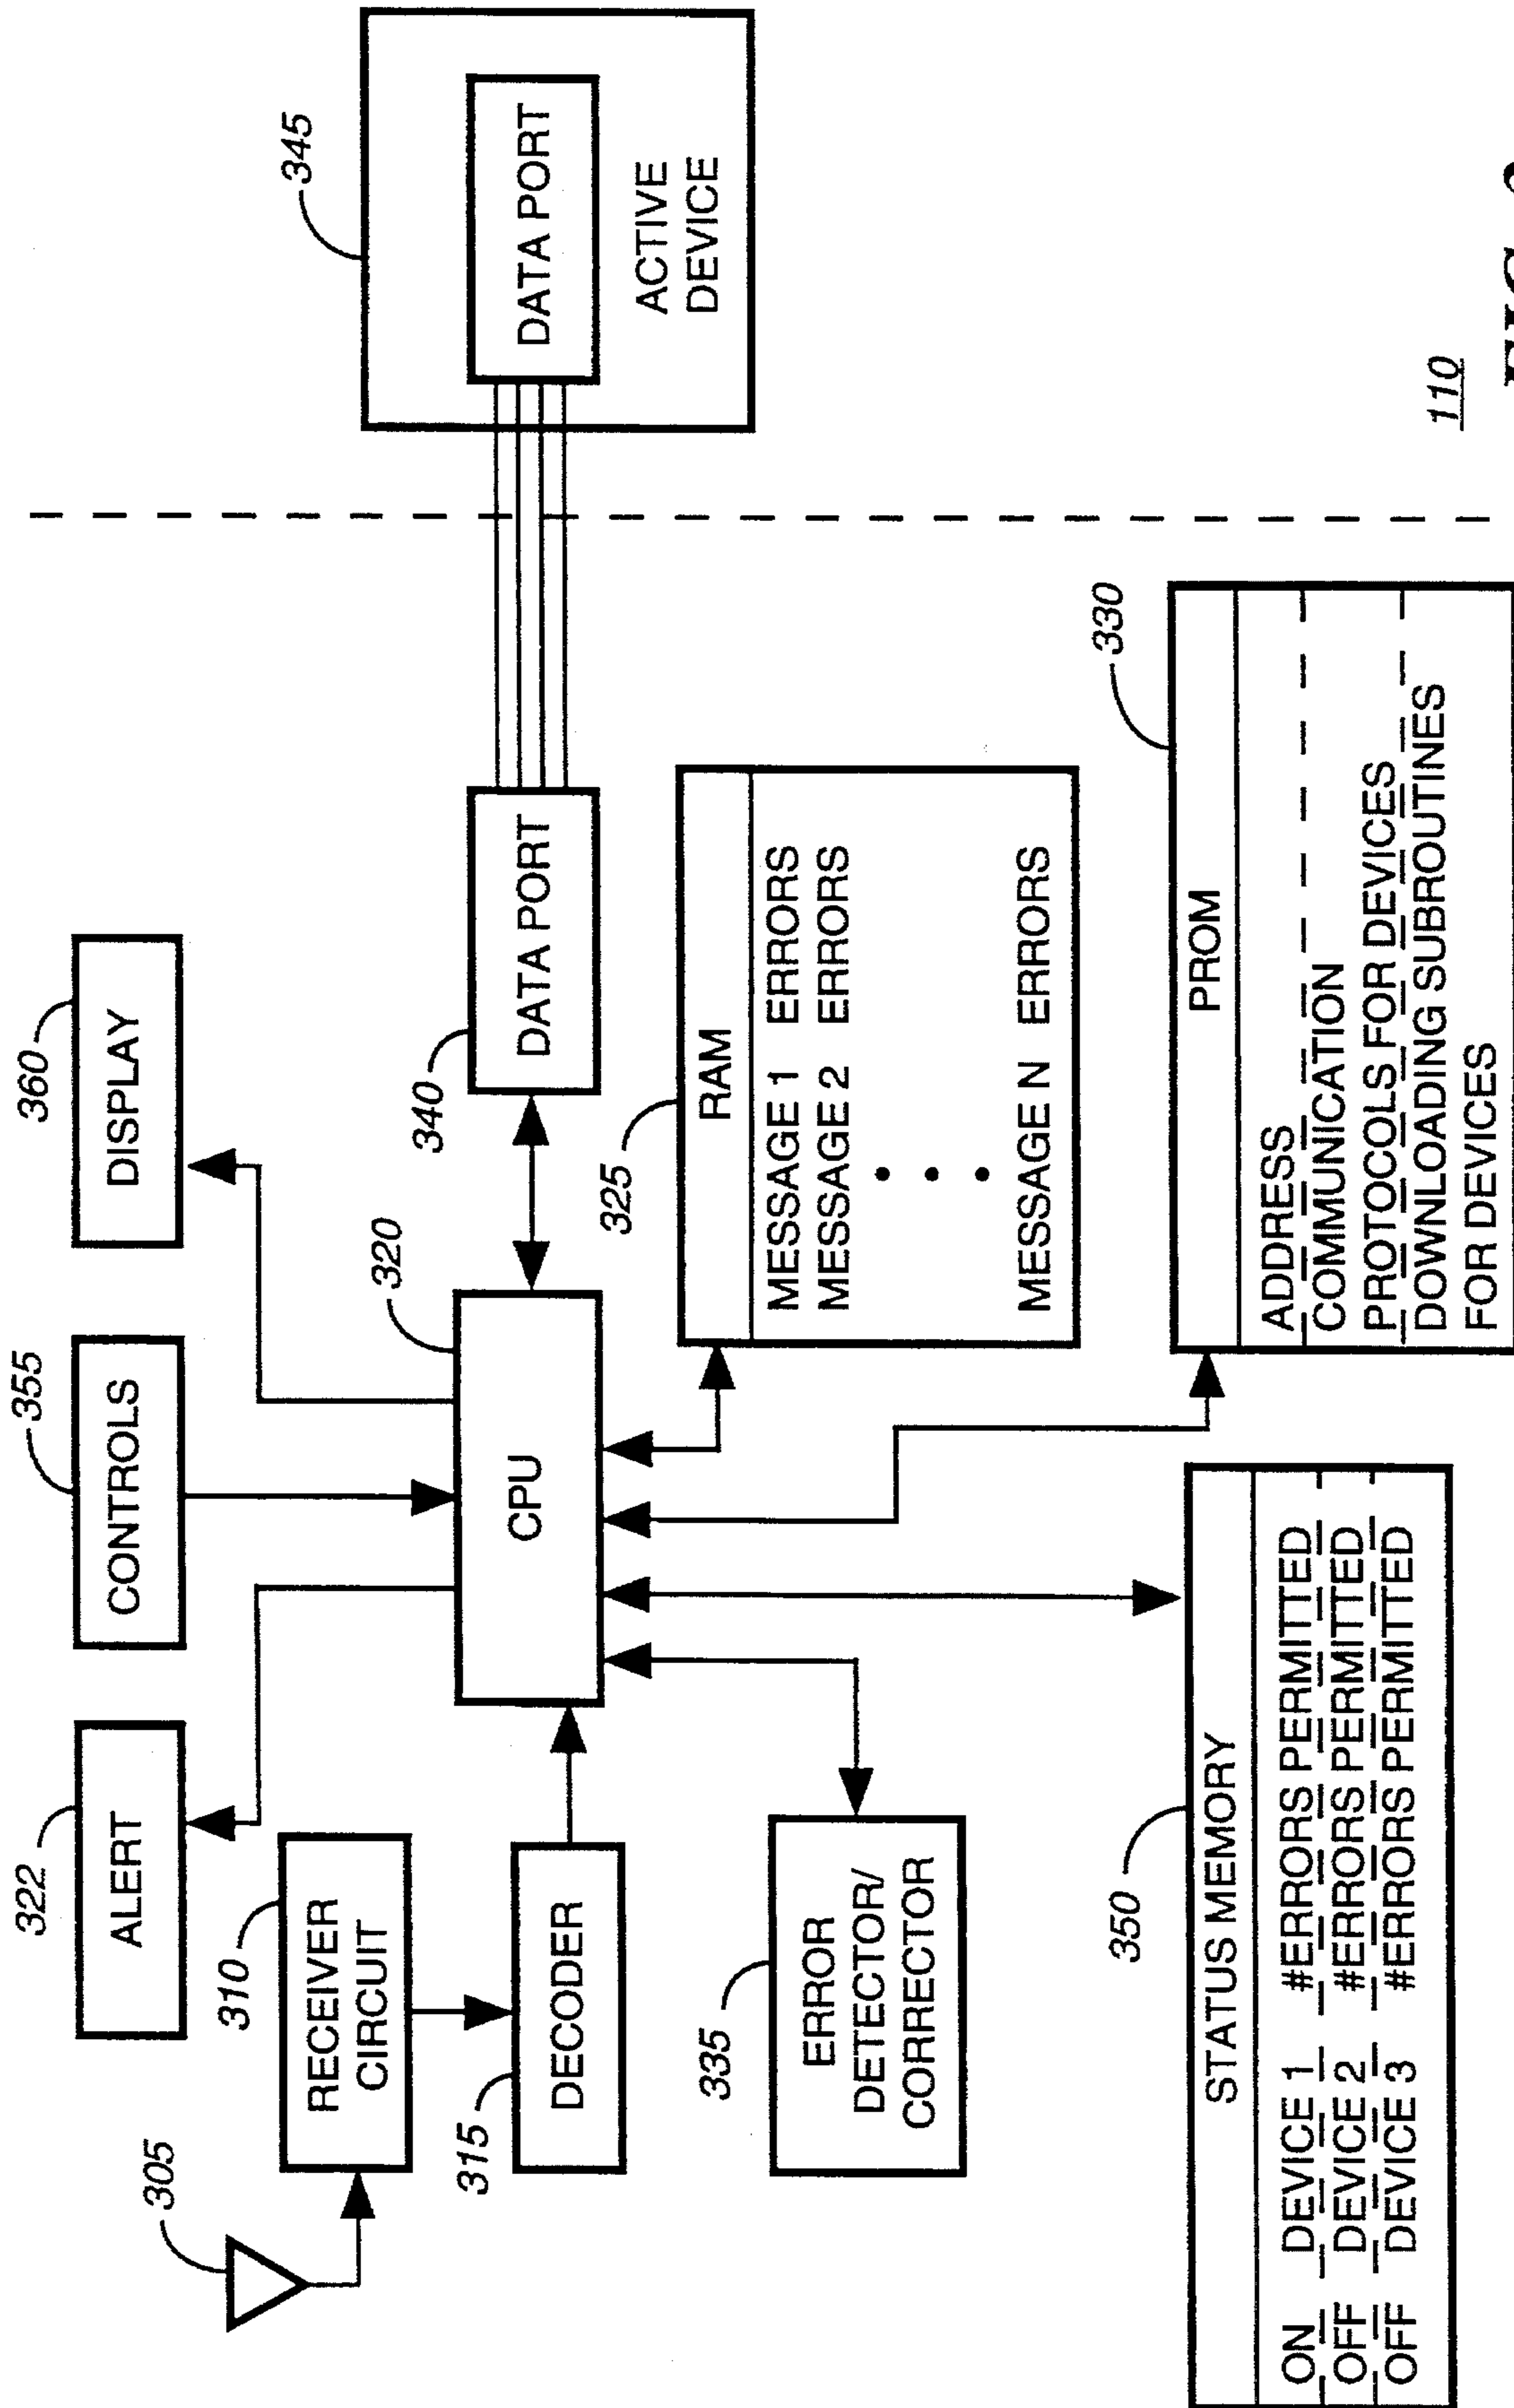 322
ALERT
355
CONTROLS
360
DISPLAY
305
310
RECEIVER
CIRCUIT
315
DECODER
320
CPU
340
DATA PORT
345
DATA PORT
ACTIVE
DEVICE
335
ERROR
DETECTOR/
CORRECTOR
325
RAM
MESSAGE 1 ERRORS
MESSAGE 2 ERRORS
MESSAGE N ERRORS
350
STATUS MEMORY
ON DEVICE 1 #ERRORS PERMITTED
OFF DEVICE 2 #ERRORS PERMITTED
OFF DEVICE 3 #ERRORS PERMITTED
330
PROM
ADDRESS
COMMUNICATION
PROTOCOLS FOR DEVICES
DOWNLOADING SUBROUTINES
FOR DEVICES
110